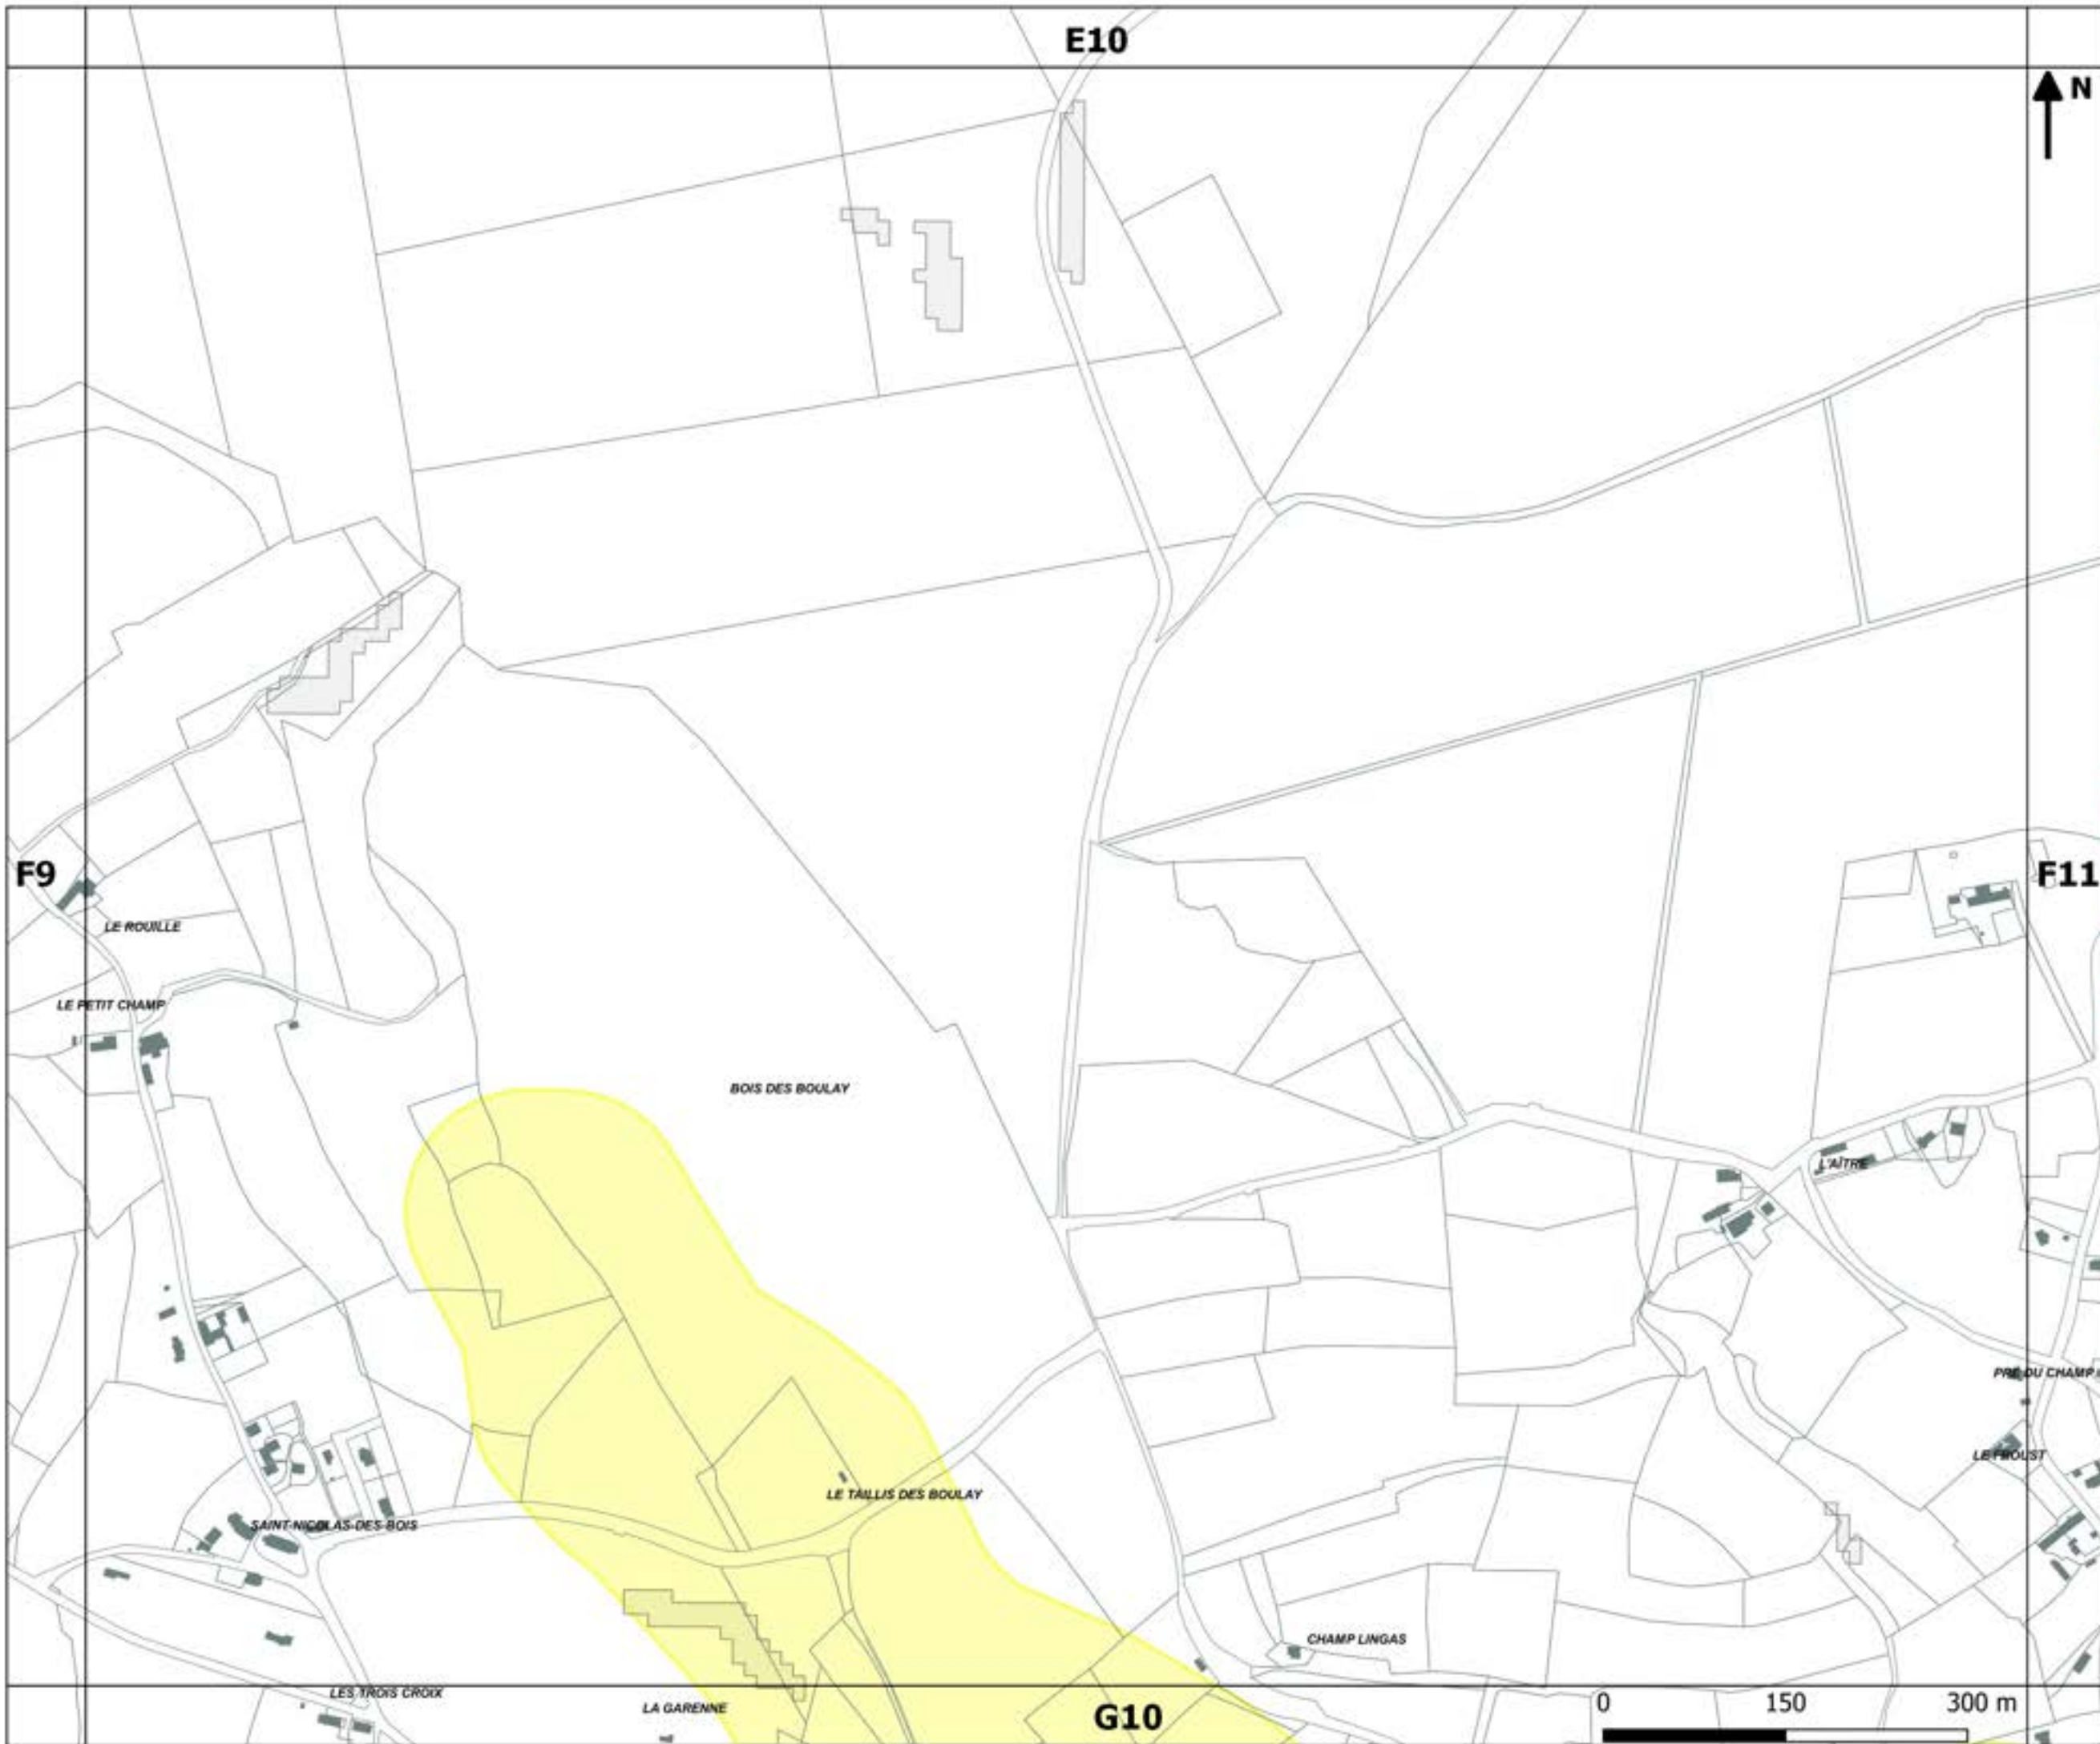 E10
N
F9
F11
LE ROUILLE
LE PETIT CHAMP
BOIS DES BOULAY
L'AÎTRE
PRÉ DU CHAMP
LE FROUST
LE TAILLIS DES BOULAY
SAINT-NICOLAS-DES-BOIS
CHAMP LINGAS
LES TROIS CROIX
LA GARENNE
G10
0 150 300 m